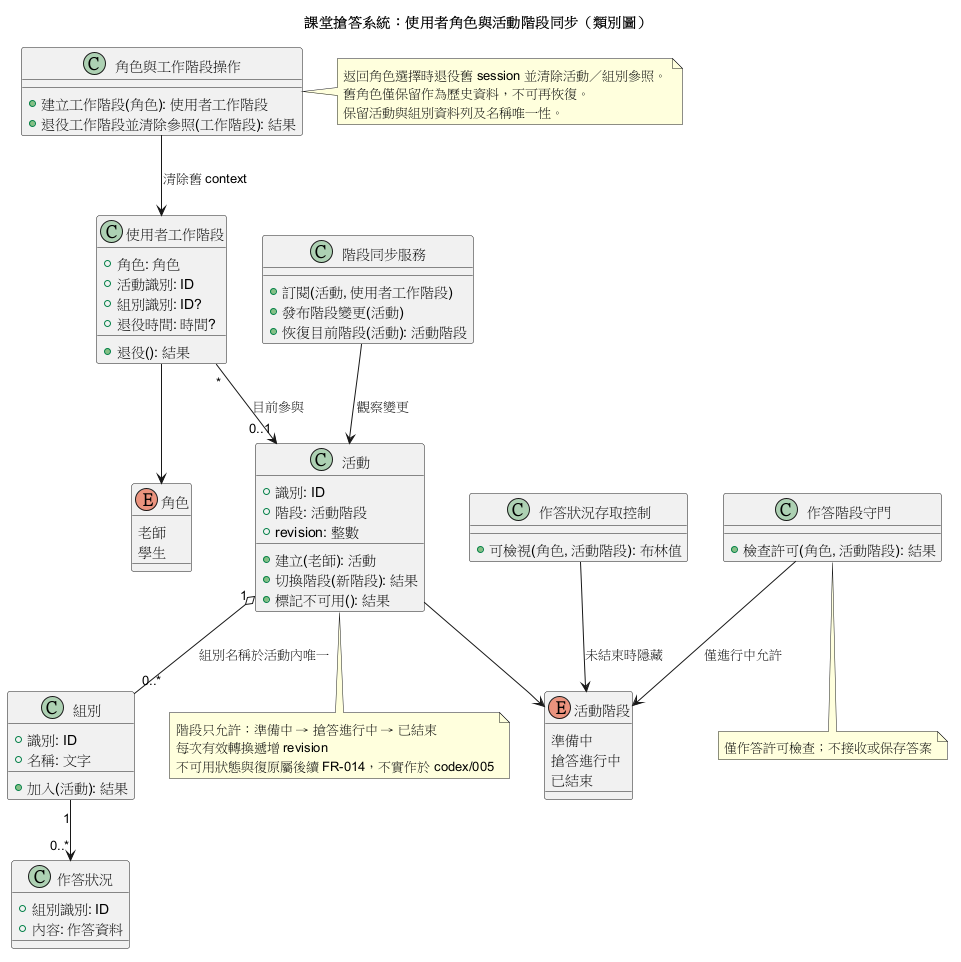 課堂搶答系統：使用者角色與活動階段同步（類別圖）
C 角色與工作階段操作
建立工作階段(角色): 使用者工作階段
退役工作階段並清除參照(工作階段): 結果
返回角色選擇時退役舊 session 並清除活動／組別參照。
舊角色僅保留作為歷史資料，不可再恢復。
保留活動與組別資料列及名稱唯一性。
清除舊 context
C 使用者工作階段
角色: 角色
活動識別: ID
組別識別: ID?
退役時間: 時間?
退役(): 結果
C 階段同步服務
訂閱(活動, 使用者工作階段)
發布階段變更(活動)
恢復目前階段(活動): 活動階段
*
目前參與
0..1
觀察變更
E 角色
老師
學生
C 活動
識別: ID
階段: 活動階段
revision: 整數
建立(老師): 活動
切換階段(新階段): 結果
標記不可用(): 結果
C 作答狀況存取控制
可檢視(角色, 活動階段): 布林值
C 作答階段守門
檢查許可(角色, 活動階段): 結果
1
組別名稱於活動內唯一
0..*
未結束時隱藏
僅進行中允許
C 組別
識別: ID
名稱: 文字
加入(活動): 結果
階段只允許：準備中 → 搶答進行中 → 已結束
每次有效轉換遞增 revision
不可用狀態與復原屬後續 FR-014，不實作於 codex/005
E 活動階段
準備中
搶答進行中
已結束
僅作答許可檢查；不接收或保存答案
1
0..*
C 作答狀況
組別識別: ID
內容: 作答資料